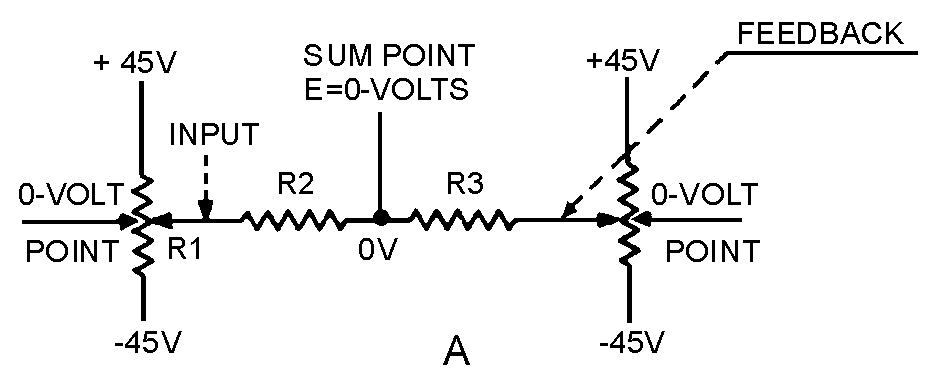 FEEDBACK
SUM POINT
E=0-VOLTS
+ 45V
+45V
INPUT
0-VOLT
POINT
R1
R2
R3
0V
0-VOLT
POINT
-45V
-45V
A